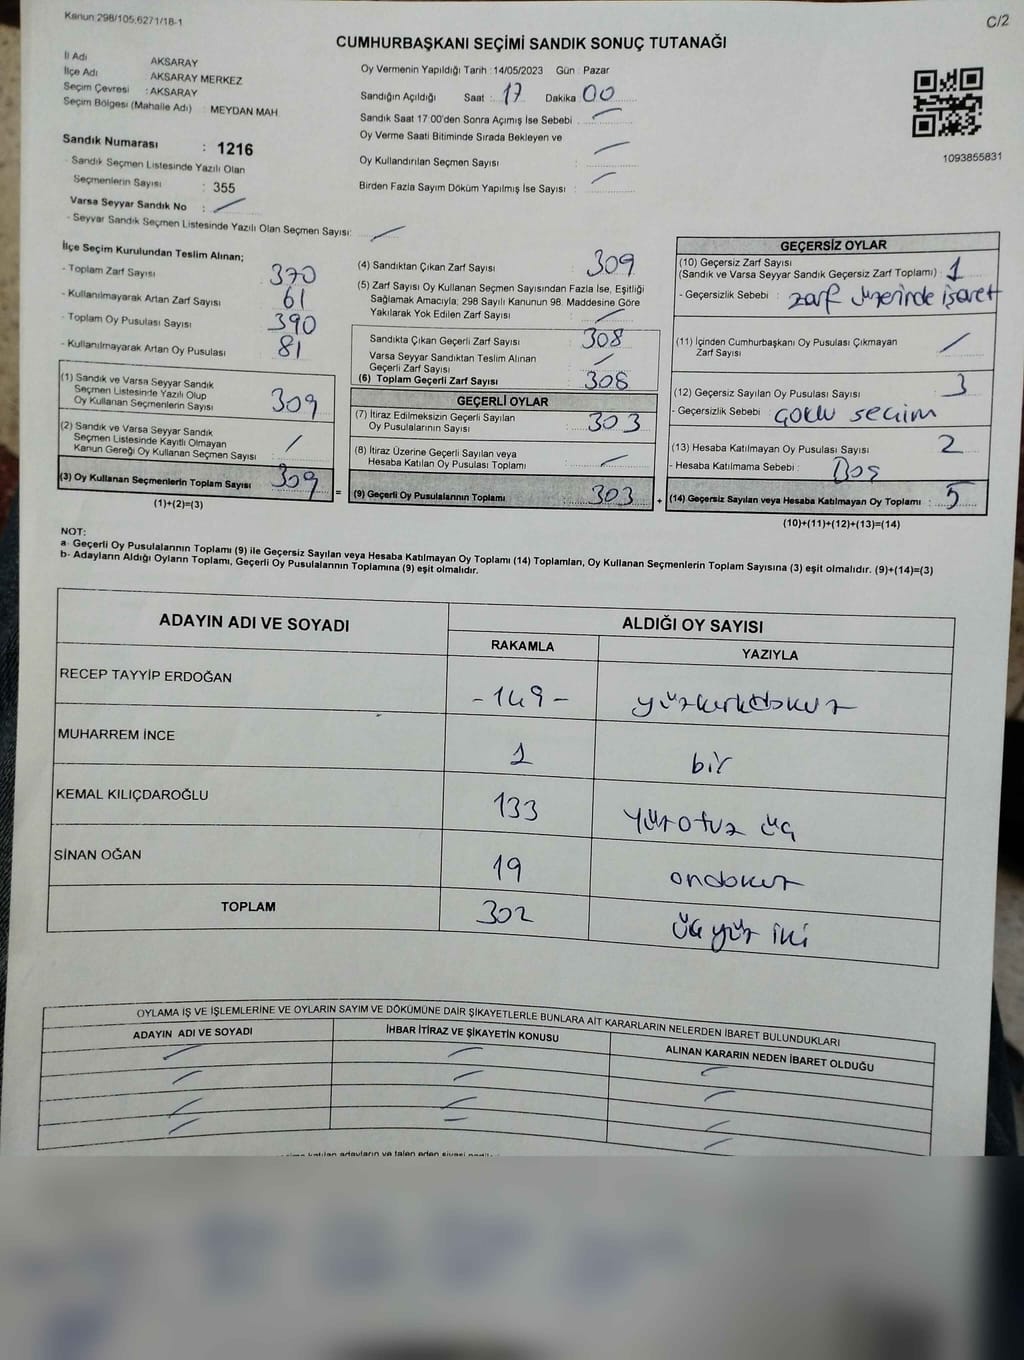 Kanun 298/105,6271/18-1
C/2
CUMHURBAŞKANI SEÇİMİ SANDIK SONUÇ TUTANAĞI
İl Adı AKSARAY
İlçe Adı AKSARAY MERKEZ
Seçim Çevresi : AKSARAY
Seçim Bölgesi (Mahalle Adı) : MEYDAN MAH
Sandık Numarası : 1216
- Sandık Seçmen Listesinde Yazılı Olan
Seçmenlerin Sayısı : 355
Varsa Seyyar Sandık No :
- Seyyar Sandık Seçmen Listesinde Yazılı Olan Seçmen Sayısı:
Oy Vermenin Yapıldığı Tarih :14/05/2023 Gün : Pazar
Sandığın Açıldığı Saat : 17 Dakika 00
Sandık Saat 17:00'den Sonra Açımış İse Sebebi :
Oy Verme Saati Bitiminde Sırada Bekleyen ve
Oy Kullandırılan Seçmen Sayısı :
Birden Fazla Sayım Döküm Yapılmış İse Sayısı :
1093855831
İlçe Seçim Kurulundan Teslim Alınan;
- Toplam Zarf Sayısı 370
- Kullanılmayarak Artan Zarf Sayısı : 61
- Toplam Oy Pusulası Sayısı : 390
- Kullanılmayarak Artan Oy Pusulası : 81
(1) Sandık ve Varsa Seyyar Sandık
Seçmen Listesinde Yazılı Olup
Oy Kullanan Seçmenlerin Sayısı : 309
(2) Sandık ve Varsa Seyyar Sandık
Seçmen Listesinde Kayıtlı Olmayan
Kanun Gereği Oy Kullanan Seçmen Sayısı :
(3) Oy Kullanan Seçmenlerin Toplam Sayısı : 309
(1)+(2)=(3)
=
(4) Sandıktan Çıkan Zarf Sayısı : 309
(5) Zarf Sayısı Oy Kullanan Seçmen Sayısından Fazla İse, Eşitliği
Sağlamak Amacıyla; 298 Sayılı Kanunun 98. Maddesine Göre
Yakılarak Yok Edilen Zarf Sayısı :
Sandıkta Çıkan Geçerli Zarf Sayısı : 308
Varsa Seyyar Sandıktan Teslim Alınan
Geçerli Zarf Sayısı :
(6) Toplam Geçerli Zarf Sayısı : 308
GEÇERLİ OYLAR
(7) İtiraz Edilmeksizin Geçerli Sayılan
Oy Pusulalarının Sayısı : 303
(8) İtiraz Üzerine Geçerli Sayılan veya
Hesaba Katılan Oy Pusulası Toplamı :
(9) Geçerli Oy Pusulalarının Toplamı : 303
+
GEÇERSİZ OYLAR
(10) Geçersiz Zarf Sayısı
(Sandık ve Varsa Seyyar Sandık Geçersiz Zarf Toplamı) : 1
- Geçersizlik Sebebi : zarf üzerinde işaret
(11) İçinden Cumhurbaşkanı Oy Pusulası Çıkmayan
Zarf Sayısı :
(12) Geçersiz Sayılan Oy Pusulası Sayısı : 3
- Geçersizlik Sebebi : çoklu seçim
(13) Hesaba Katılmayan Oy Pusulası Sayısı : 2
- Hesaba Katılmama Sebebi : Boş
(14) Geçersiz Sayılan veya Hesaba Katılmayan Oy Toplamı : 5
(10)+(11)+(12)+(13)=(14)
NOT:
a- Geçerli Oy Pusulalarının Toplamı (9) ile Geçersiz Sayılan veya Hesaba Katılmayan Oy Toplamı (14) Toplamları, Oy Kullanan Seçmenlerin Toplam Sayısına (3) eşit olmalıdır. (9)+(14)=(3)
b- Adayların Aldığı Oyların Toplamı, Geçerli Oy Pusulalarının Toplamına (9) eşit olmalıdır.
ADAYIN ADI VE SOYADI
ALDIĞI OY SAYISI
RAKAMLA YAZIYLA
RECEP TAYYİP ERDOĞAN -149- yüzkırkdokuz
MUHARREM İNCE 1 bir
KEMAL KILIÇDAROĞLU 133 yüzotuz üç
SİNAN OĞAN 19 ondokuz
TOPLAM 302 üç yüz iki
OYLAMA İŞ VE İŞLEMLERİNE VE OYLARIN SAYIM VE DÖKÜMÜNE DAİR ŞİKAYETLERLE BUNLARA AİT KARARLARIN NELERDEN İBARET BULUNDUKLARI
ADAYIN ADI VE SOYADI İHBAR İTİRAZ VE ŞİKAYETİN KONUSU ALINAN KARARIN NEDEN İBARET OLDUĞU